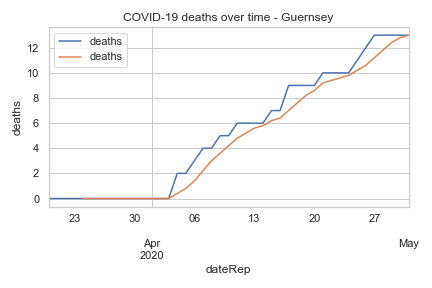 COVID-19 deaths over time - Guernsey
deaths
deaths
deaths
12
10
8
6
4
2
0
23 30 06 13 20 27
Apr May
2020
dateRep